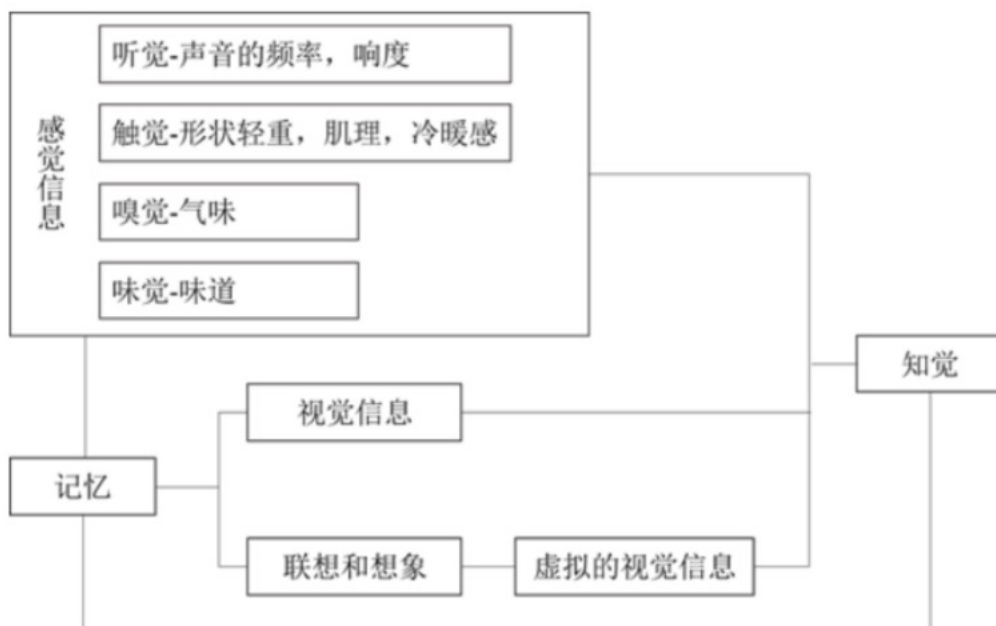 感觉信息
听觉-声音的频率，响度
触觉-形状轻重，肌理，冷暖感
嗅觉-气味
味觉-味道
知觉
视觉信息
记忆
联想和想象
虚拟的视觉信息